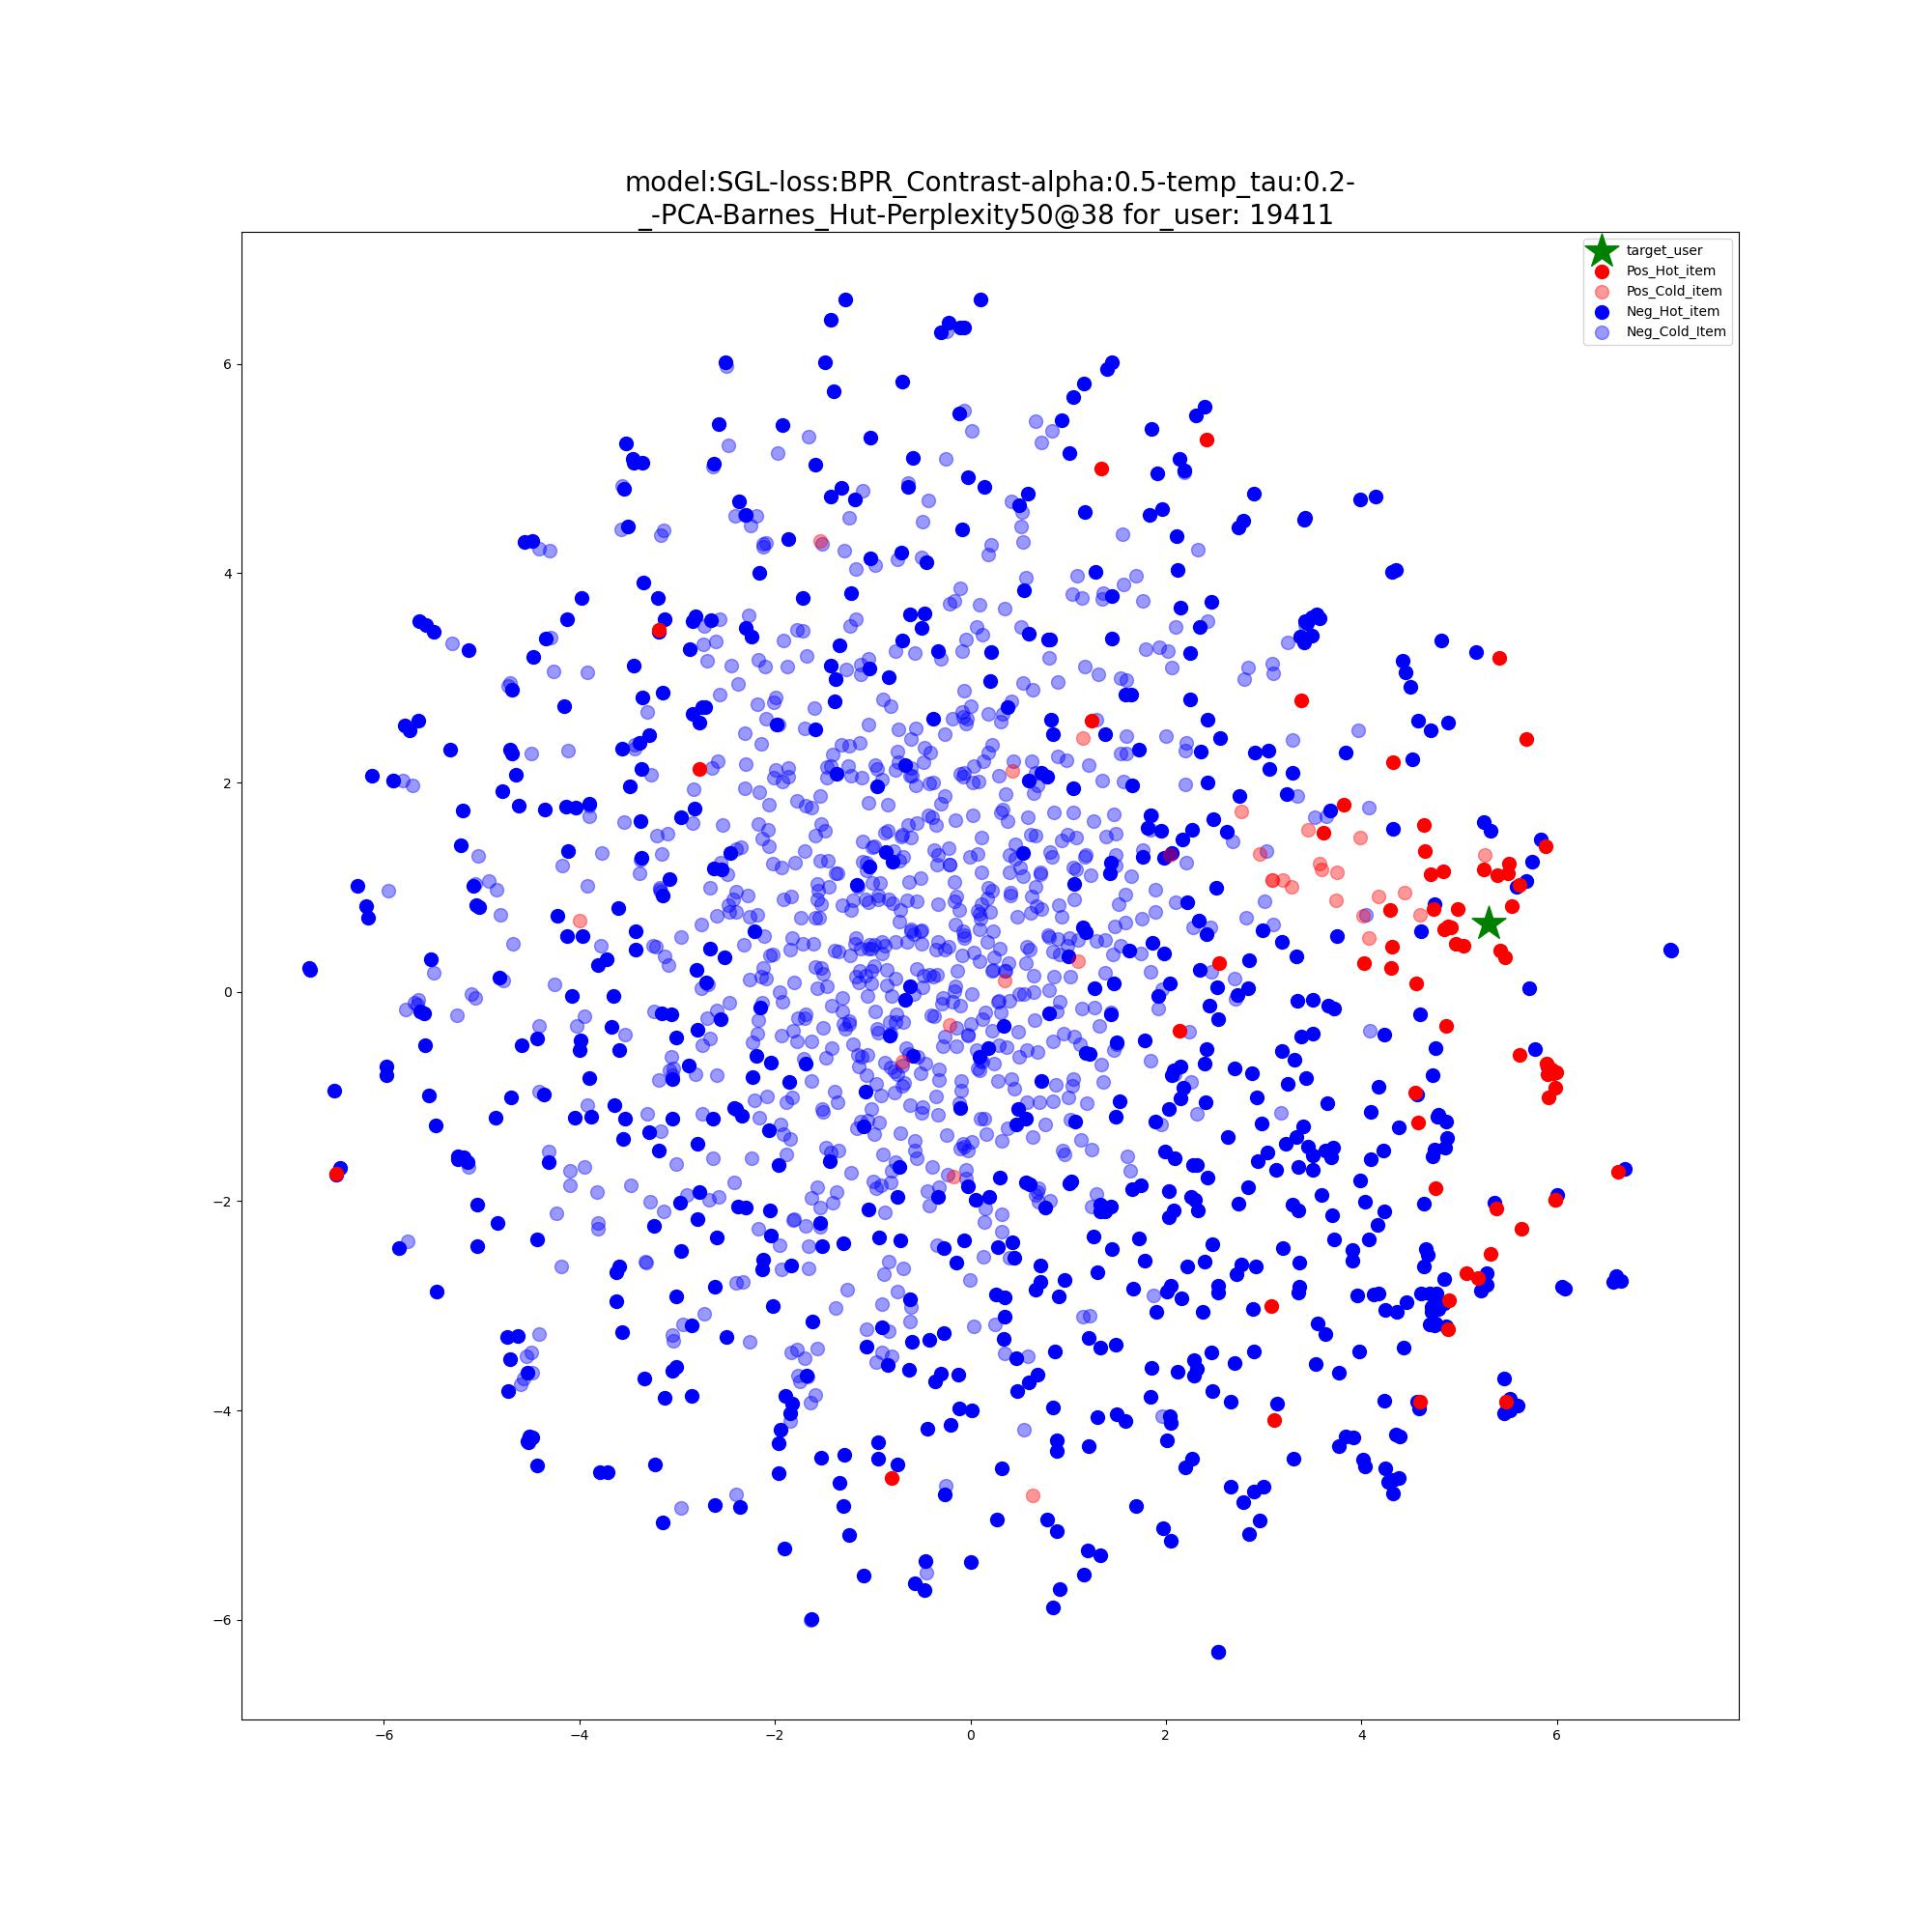 model:SGL-loss:BPR_Contrast-alpha:0.5-temp_tau:0.2-
_-PCA-Barnes_Hut-Perplexity50@38 for_user: 19411
target_user
Pos_Hot_item
Pos_Cold_item
Neg_Hot_item
Neg_Cold_Item
6
4
2
0
−2
−4
−6
−6 −4 −2 0 2 4 6